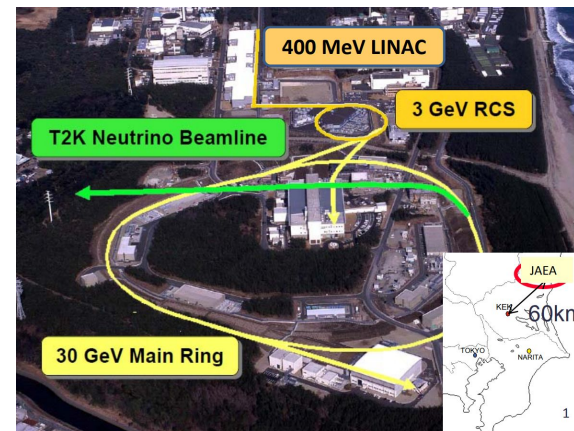 400 MeV LINAC
3 GeV RCS
T2K Neutrino Beamline
30 GeV Main Ring
JAEA
KEK
60km
TOKYO
NARITA
1